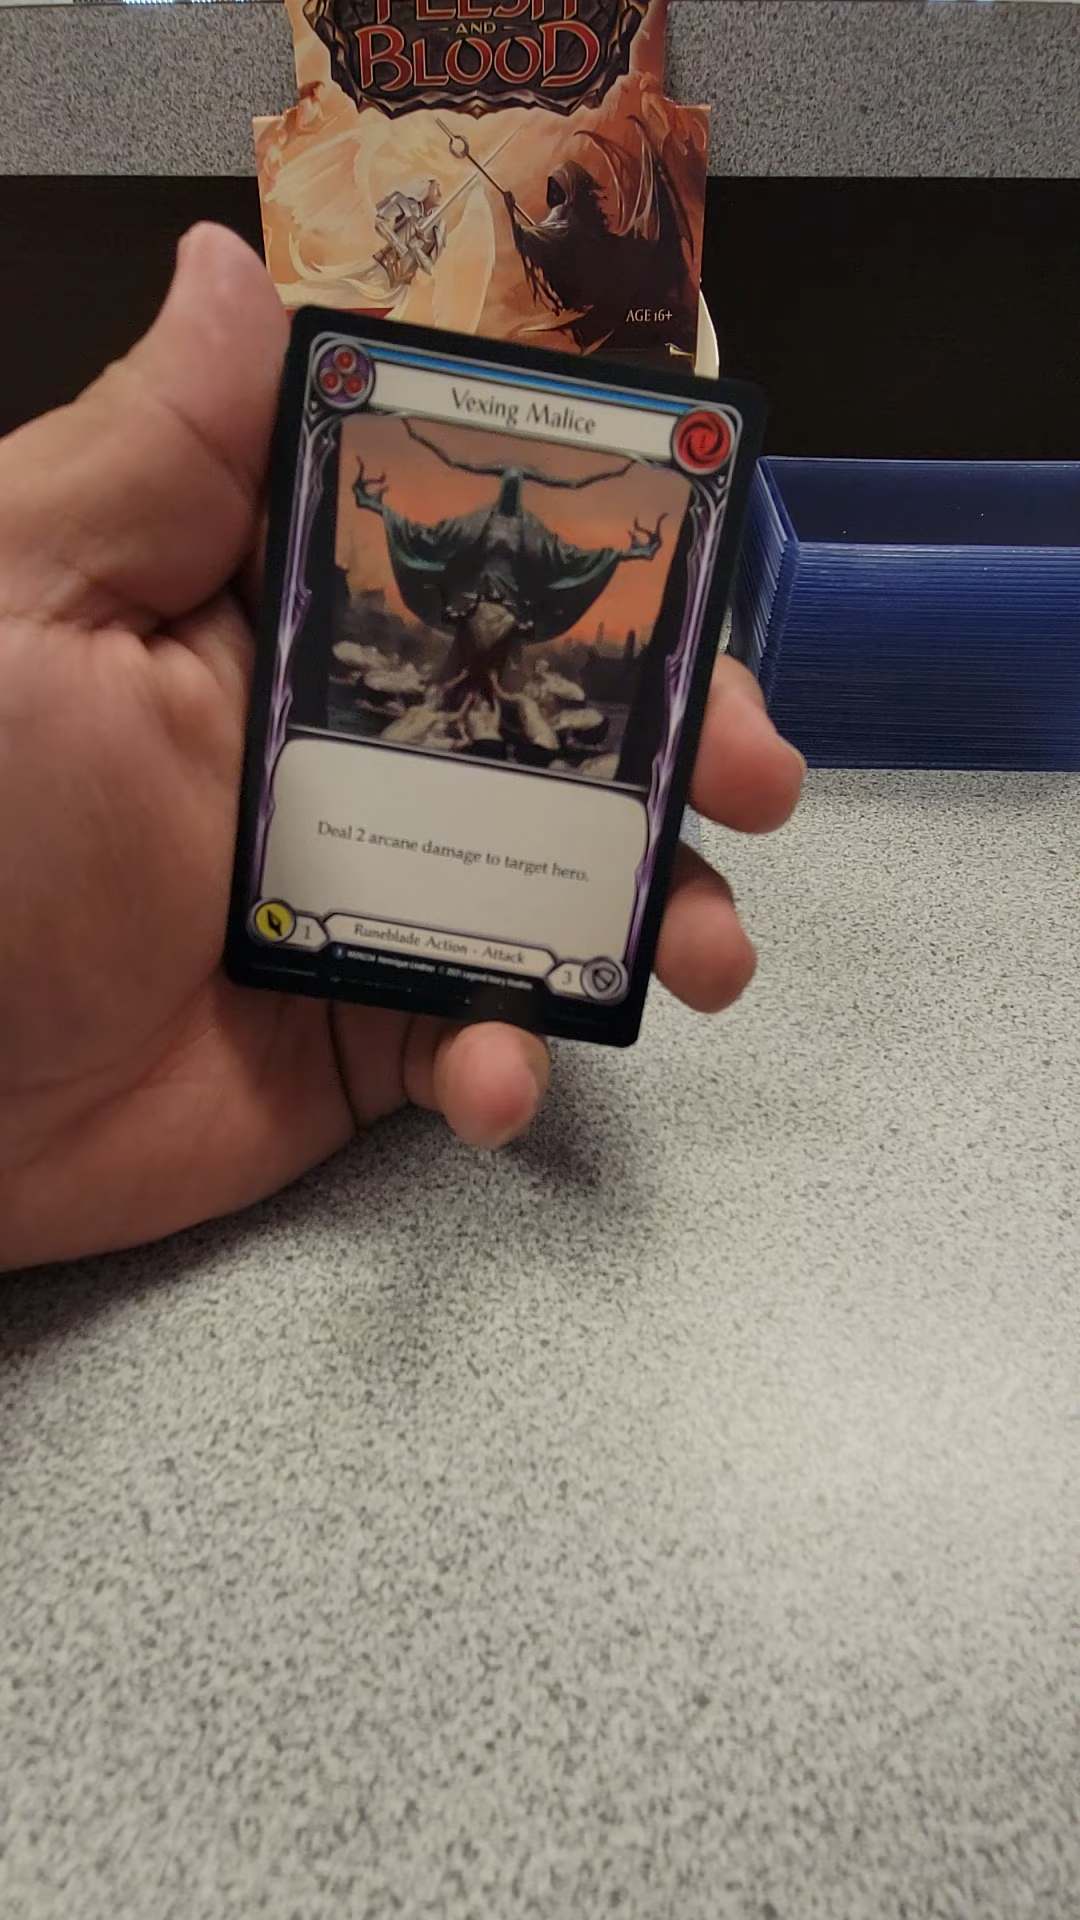 FLESH
AND
BLOOD
AGE 16+
Vexing Malice
1
Deal 2 arcane damage to target hero.
1
Runeblade Action - Attack
3